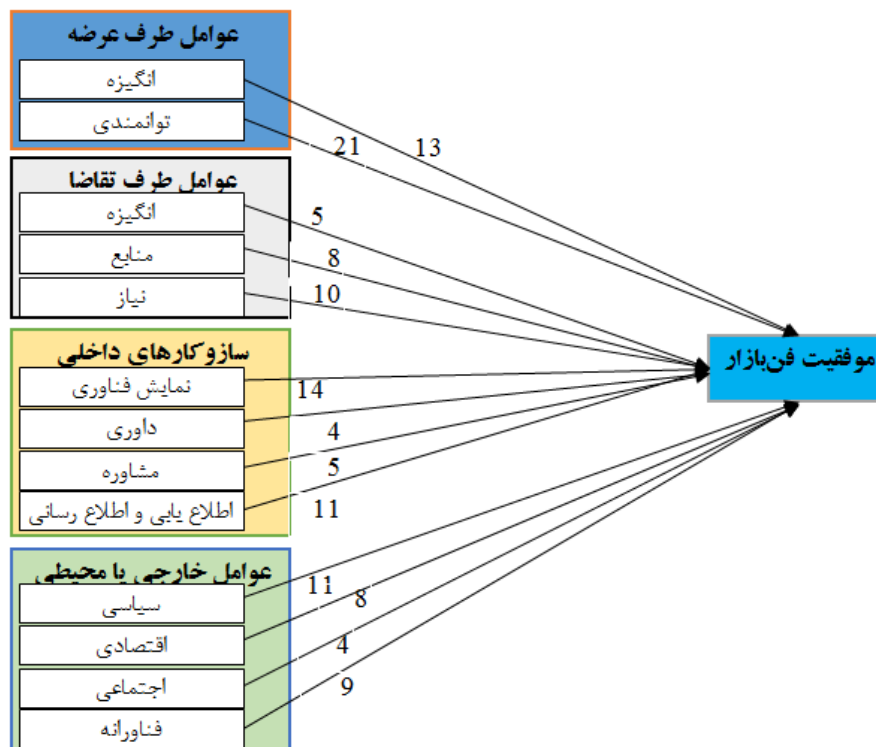 عوامل طرف عرضه
انگیزه
توانمندی
21
13
عوامل طرف تقاضا
انگیزه
5
منابع
8
نیاز
10
سازوکارهای داخلی
موفقیت فن‌بازار
نمایش فناوری
14
داوری
4
مشاوره
5
اطلاع یابی و اطلاع رسانی
11
عوامل خارجی یا محیطی
سیاسی
11
8
اقتصادی
4
اجتماعی
9
فناورانه